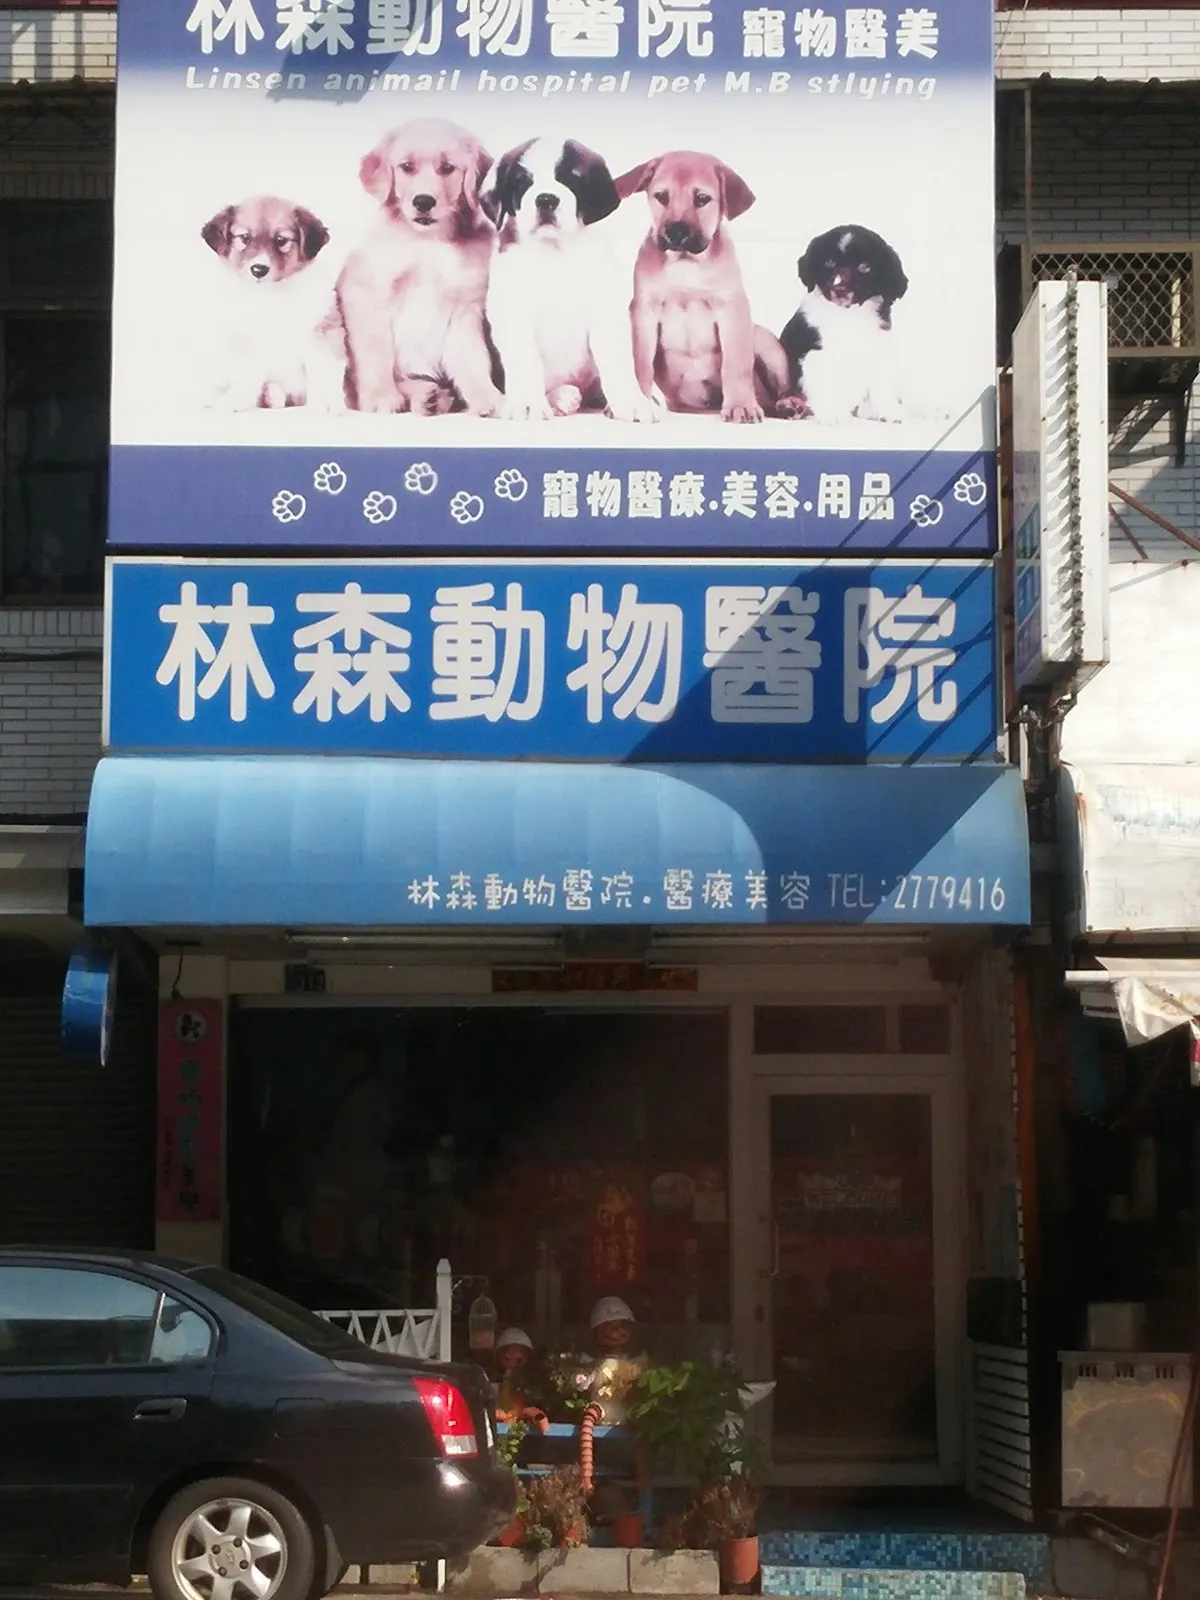 林森動物醫院 寵物醫美
Linsen animail hospital pet M.B stlying
寵物醫療.美容.用品
林森動物醫院
林森動物醫院.醫療美容 TEL:2779416